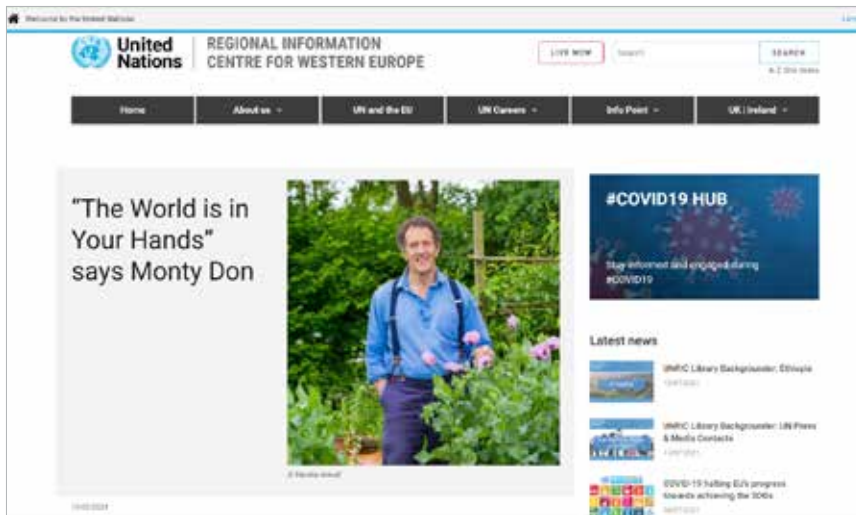 Welcome to the United Nations
United
Nations
REGIONAL INFORMATION
CENTRE FOR WESTERN EUROPE
LIVE NOW
Search
SEARCH
A-Z Site Index
Home
About us
UN and the EU
UN Careers
Info Point
UK | Ireland
“The World is in
Your Hands”
says Monty Don
#COVID19 HUB
Stay informed and engaged during
#COVID19
Latest news
UNRIC Library Backgrounder: Ethiopia
UNRIC Library Backgrounder: UN Press
& Media Contacts
COVID-19 halting EU's progress
towards achieving the SDGs